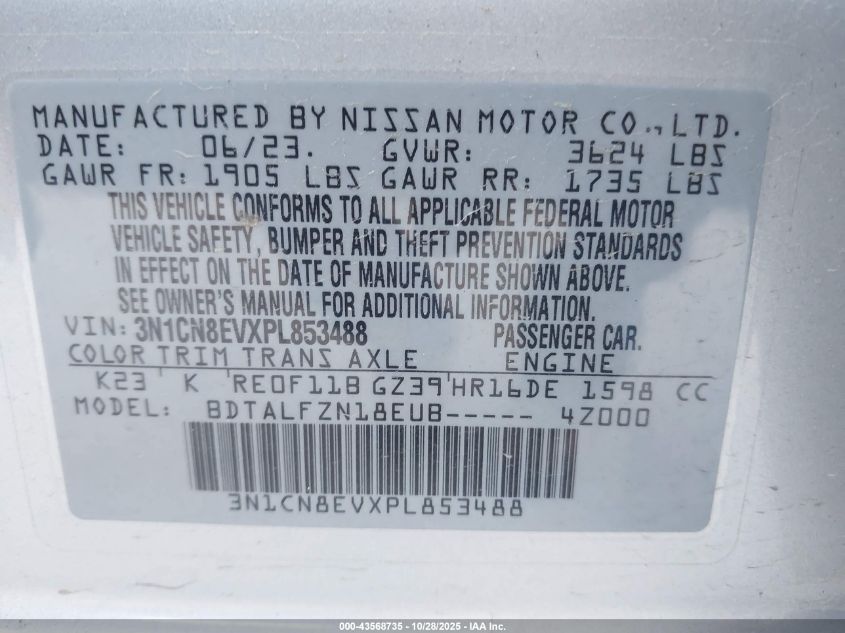 MANUFACTURED BY NISSAN MOTOR CO., LTD.
DATE: 06/23. GVWR: 3624 LBS
GAWR FR: 1905 LBS GAWR RR: 1735 LBS
THIS VEHICLE CONFORMS TO ALL APPLICABLE FEDERAL MOTOR
VEHICLE SAFETY, BUMPER AND THEFT PREVENTION STANDARDS
IN EFFECT ON THE DATE OF MANUFACTURE SHOWN ABOVE.
SEE OWNER'S MANUAL FOR ADDITIONAL INFORMATION.
VIN: 3N1CN8EVXPL853488 PASSENGER CAR.
COLOR TRIM TRANS AXLE ENGINE
K23 K RE0F11B GZ39 HR16DE 1598 CC
MODEL: BDTALFZN18EUB----- 4Z000
3N1CN8EVXPL853488
000-43568735 - 10/28/2025 - IAA Inc.